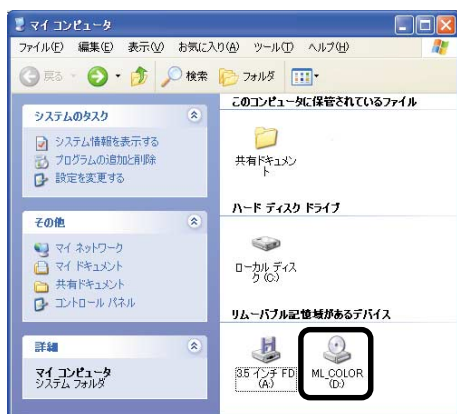 マイ コンピュータ
ファイル(F) 編集(E) 表示(V) お気に入り(A) ツール(T) ヘルプ(H)
戻る 検索 フォルダ
システムのタスク
システム情報を表示する
プログラムの追加と削除
設定を変更する
その他
マイ ネットワーク
マイ ドキュメント
共有ドキュメント
コントロール パネル
詳細
マイ コンピュータ
システム フォルダ
このコンピュータに保管されているファイル
共有ドキュメン
ト
ハード ディスク ドライブ
ローカル ディス
ク (C:)
リムーバブル記憶域があるデバイス
3.5 インチ FD
(A:)
ML_COLOR
(D:)